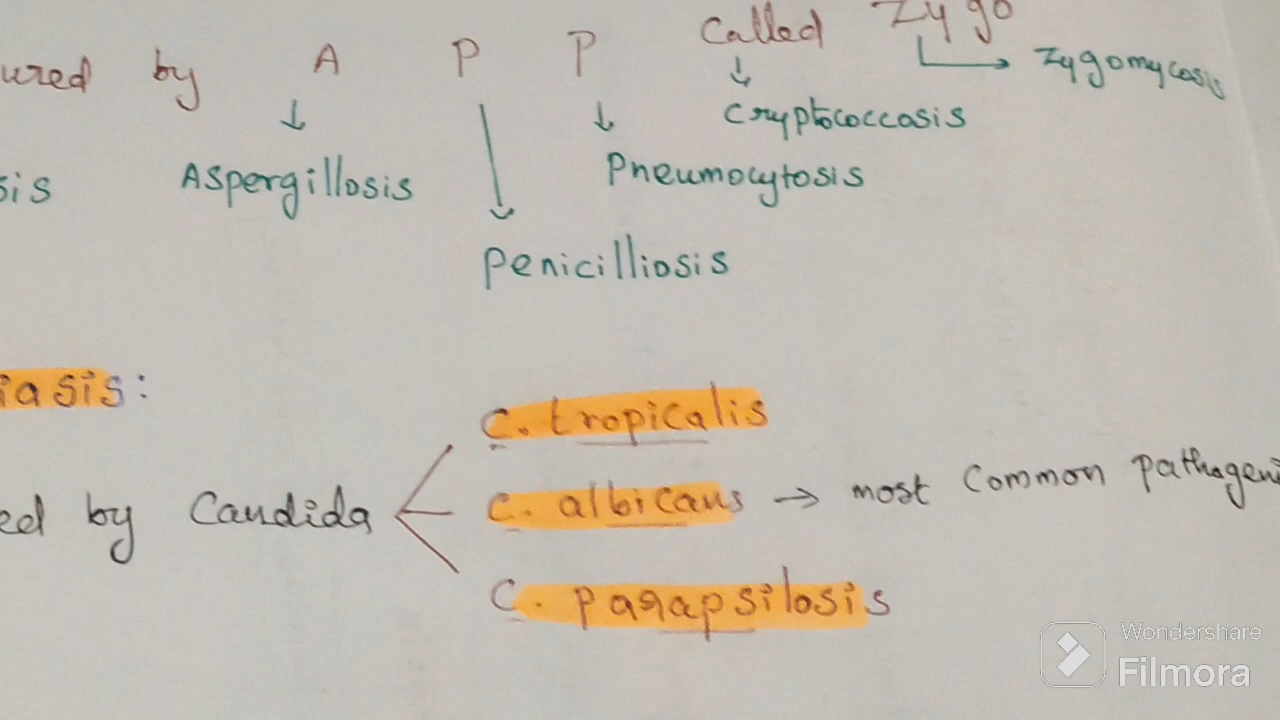 ured by A P P called Zygo
Zygomycosis
Cryptococcosis
sis Aspergillosis Pneumocytosis
Penicilliosis
iasis:
C. tropicalis
ed by Candida C. albicans → most common pathogeni
C. parapsilosis
Wondershare
Filmora